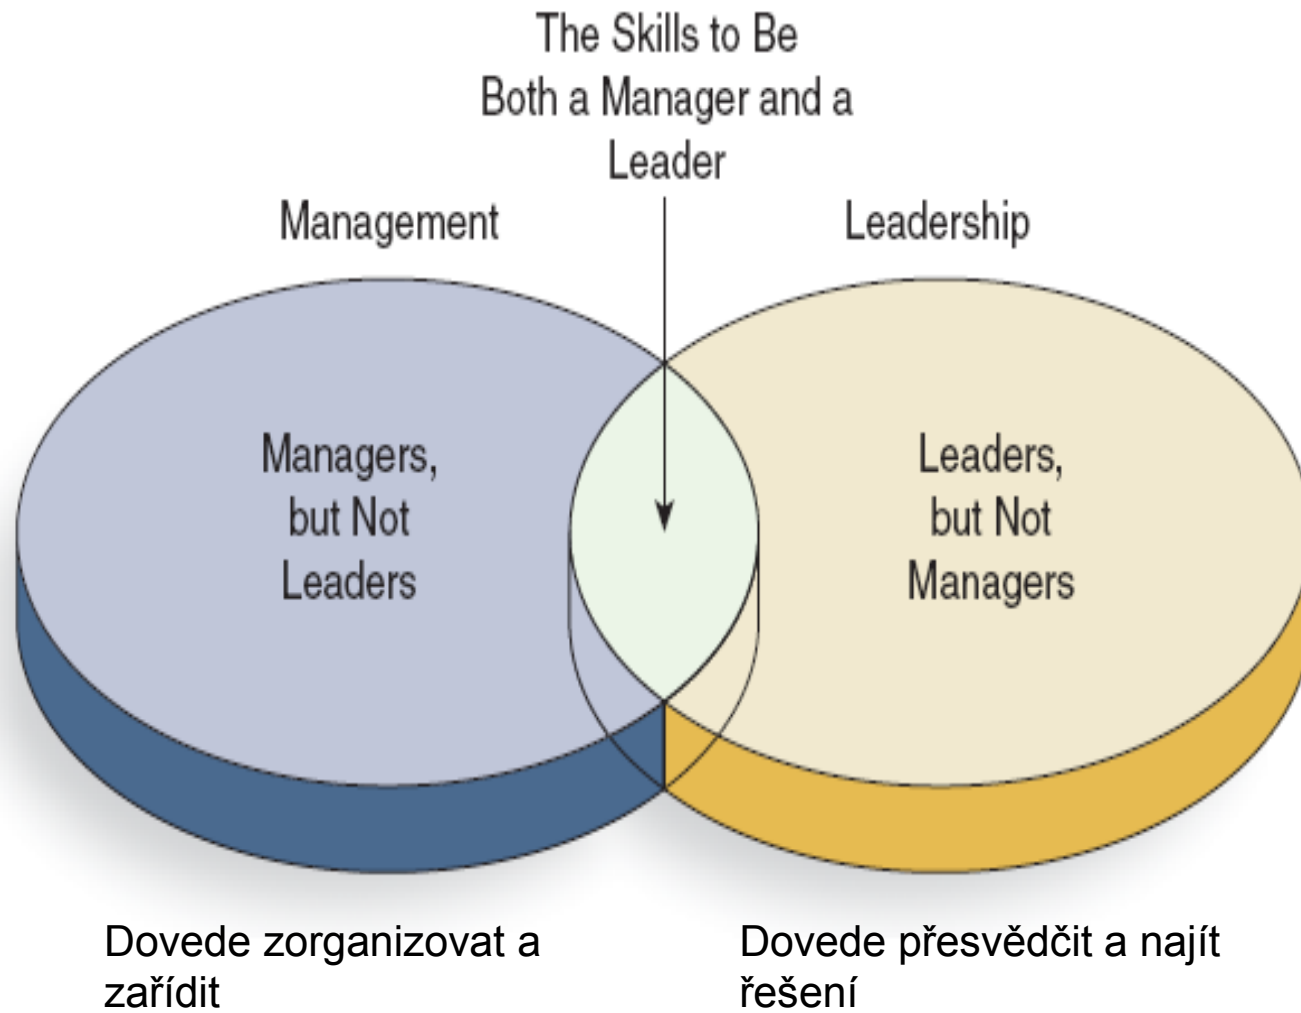 The Skills to Be
Both a Manager and a
Leader
Management
Leadership
Managers,
but Not
Leaders
Leaders,
but Not
Managers
Dovede zorganizovat a
zařídit
Dovede přesvědčit a najít
řešení